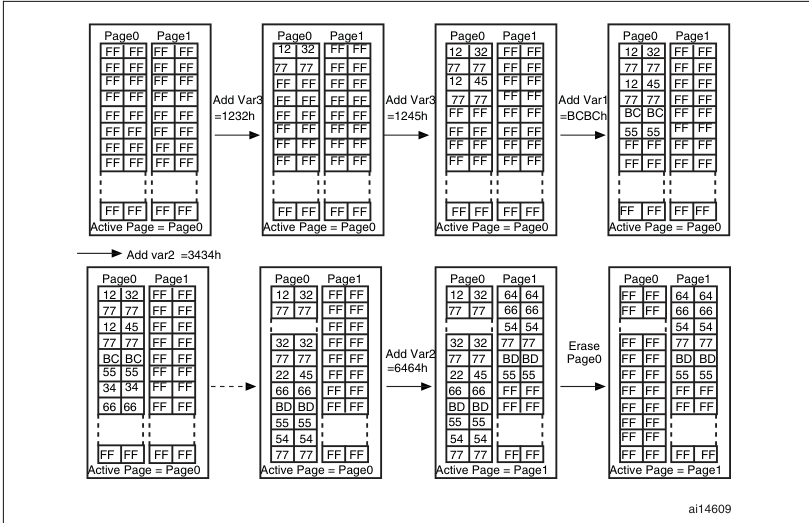 Page0 Page1
FF FF FF FF
FF FF FF FF
FF FF FF FF
FF FF FF FF
FF FF FF FF
FF FF FF FF
FF FF FF FF
FF FF FF FF
FF FF FF FF
Active Page = Page0
Add Var3
=1232h
Page0 Page1
12 32 FF FF
77 77 FF FF
FF FF FF FF
FF FF FF FF
FF FF FF FF
FF FF FF FF
FF FF FF FF
FF FF FF FF
FF FF FF FF
Active Page = Page0
Add Var3
=1245h
Page0 Page1
12 32 FF FF
77 77 FF FF
12 45 FF FF
77 77 FF FF
FF FF FF FF
FF FF FF FF
FF FF FF FF
FF FF FF FF
FF FF FF FF
Active Page = Page0
Add Var1
=BCBCh
Page0 Page1
12 32 FF FF
77 77 FF FF
12 45 FF FF
77 77 FF FF
BC BC FF FF
55 55 FF FF
FF FF FF FF
FF FF FF FF
FF FF FF FF
Active Page = Page0
Add var2 =3434h
Page0 Page1
12 32 FF FF
77 77 FF FF
12 45 FF FF
77 77 FF FF
BC BC FF FF
55 55 FF FF
34 34 FF FF
66 66 FF FF
FF FF FF FF
Active Page = Page0
Page0 Page1
12 32 FF FF
77 77 FF FF
FF FF
32 32 FF FF
77 77 FF FF
22 45 FF FF
66 66 FF FF
BD BD FF FF
55 55
54 54
77 77 FF FF
Active Page = Page0
Add Var2
=6464h
Page0 Page1
12 32 64 64
77 77 66 66
54 54
32 32 77 77
77 77 BD BD
22 45 55 55
66 66 FF FF
BD BD FF FF
55 55
54 54
77 77 FF FF
Active Page = Page1
Erase
Page0
Page0 Page1
FF FF 64 64
FF FF 66 66
54 54
FF FF 77 77
FF FF BD BD
FF FF 55 55
FF FF FF FF
FF FF FF FF
FF FF
FF FF
FF FF FF FF
Active Page = Page1
ai14609